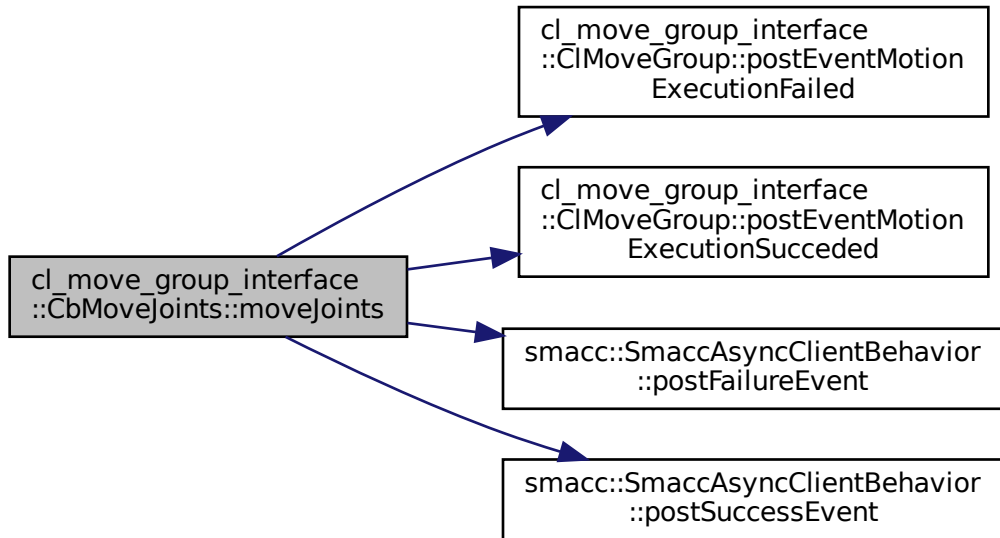 cl_move_group_interface
::ClMoveGroup::postEventMotion
ExecutionFailed
cl_move_group_interface
::ClMoveGroup::postEventMotion
ExecutionSucceded
cl_move_group_interface
::CbMoveJoints::moveJoints
smacc::SmaccAsyncClientBehavior
::postFailureEvent
smacc::SmaccAsyncClientBehavior
::postSuccessEvent